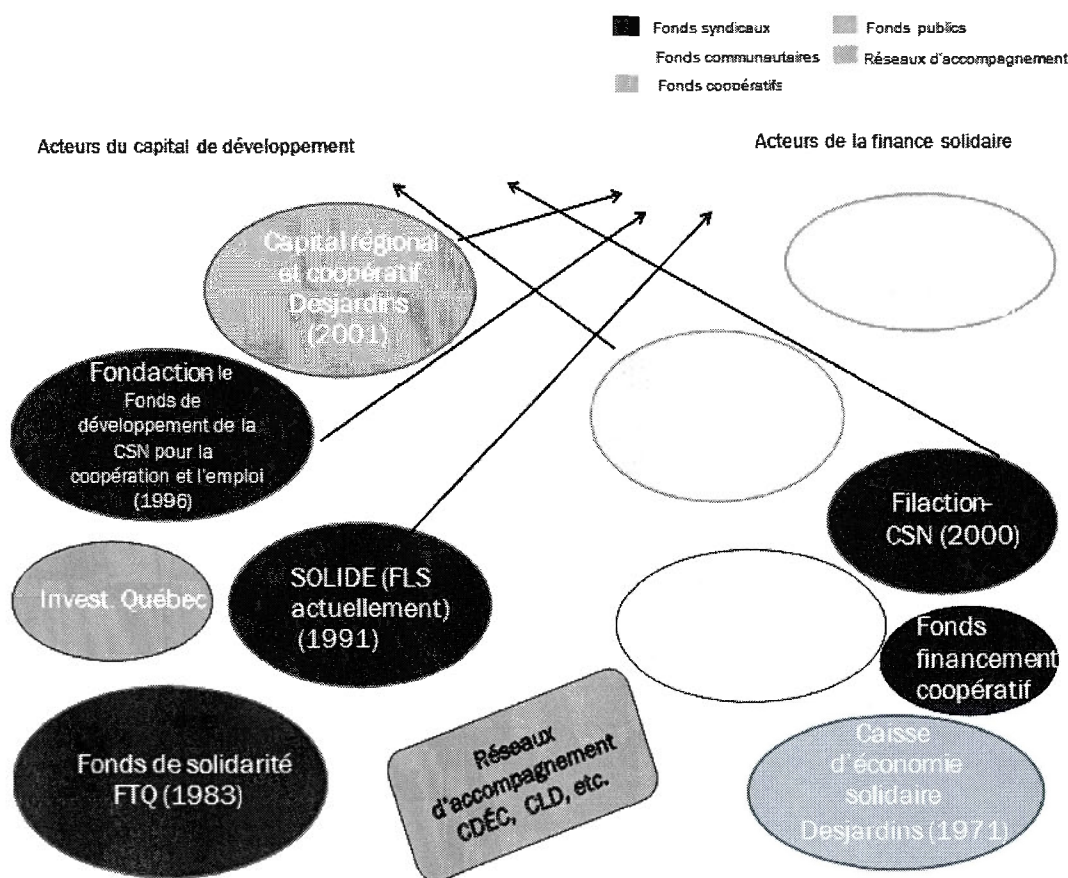 Fonds syndicaux
Fonds publics
Fonds communautaires
Réseaux d'accompagnement
Fonds coopératifs
Acteurs du capital de développement
Acteurs de la finance solidaire
Capital régional
et coopératif
Desjardins
(2001)
Fondaction le
Fonds de
développement de la
CSN pour la
coopération et l'emploi
(1996)
Filaction-
CSN (2000)
Invest. Québec
SOLIDE (FLS
actuellement)
(1991)
Fonds
financement
coopératif
Fonds de solidarité
FTQ (1983)
Réseaux
d'accompagnement
CDÉC, CLD, etc.
Caisse
d'économie
solidaire
Desjardins (1971)